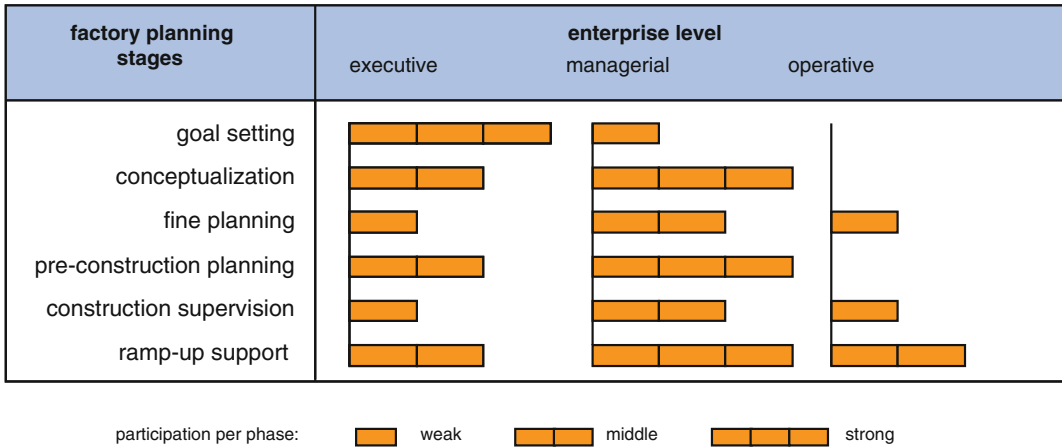 factory planning
stages
enterprise level
executive managerial operative
goal setting
conceptualization
fine planning
pre-construction planning
construction supervision
ramp-up support
participation per phase: weak middle strong